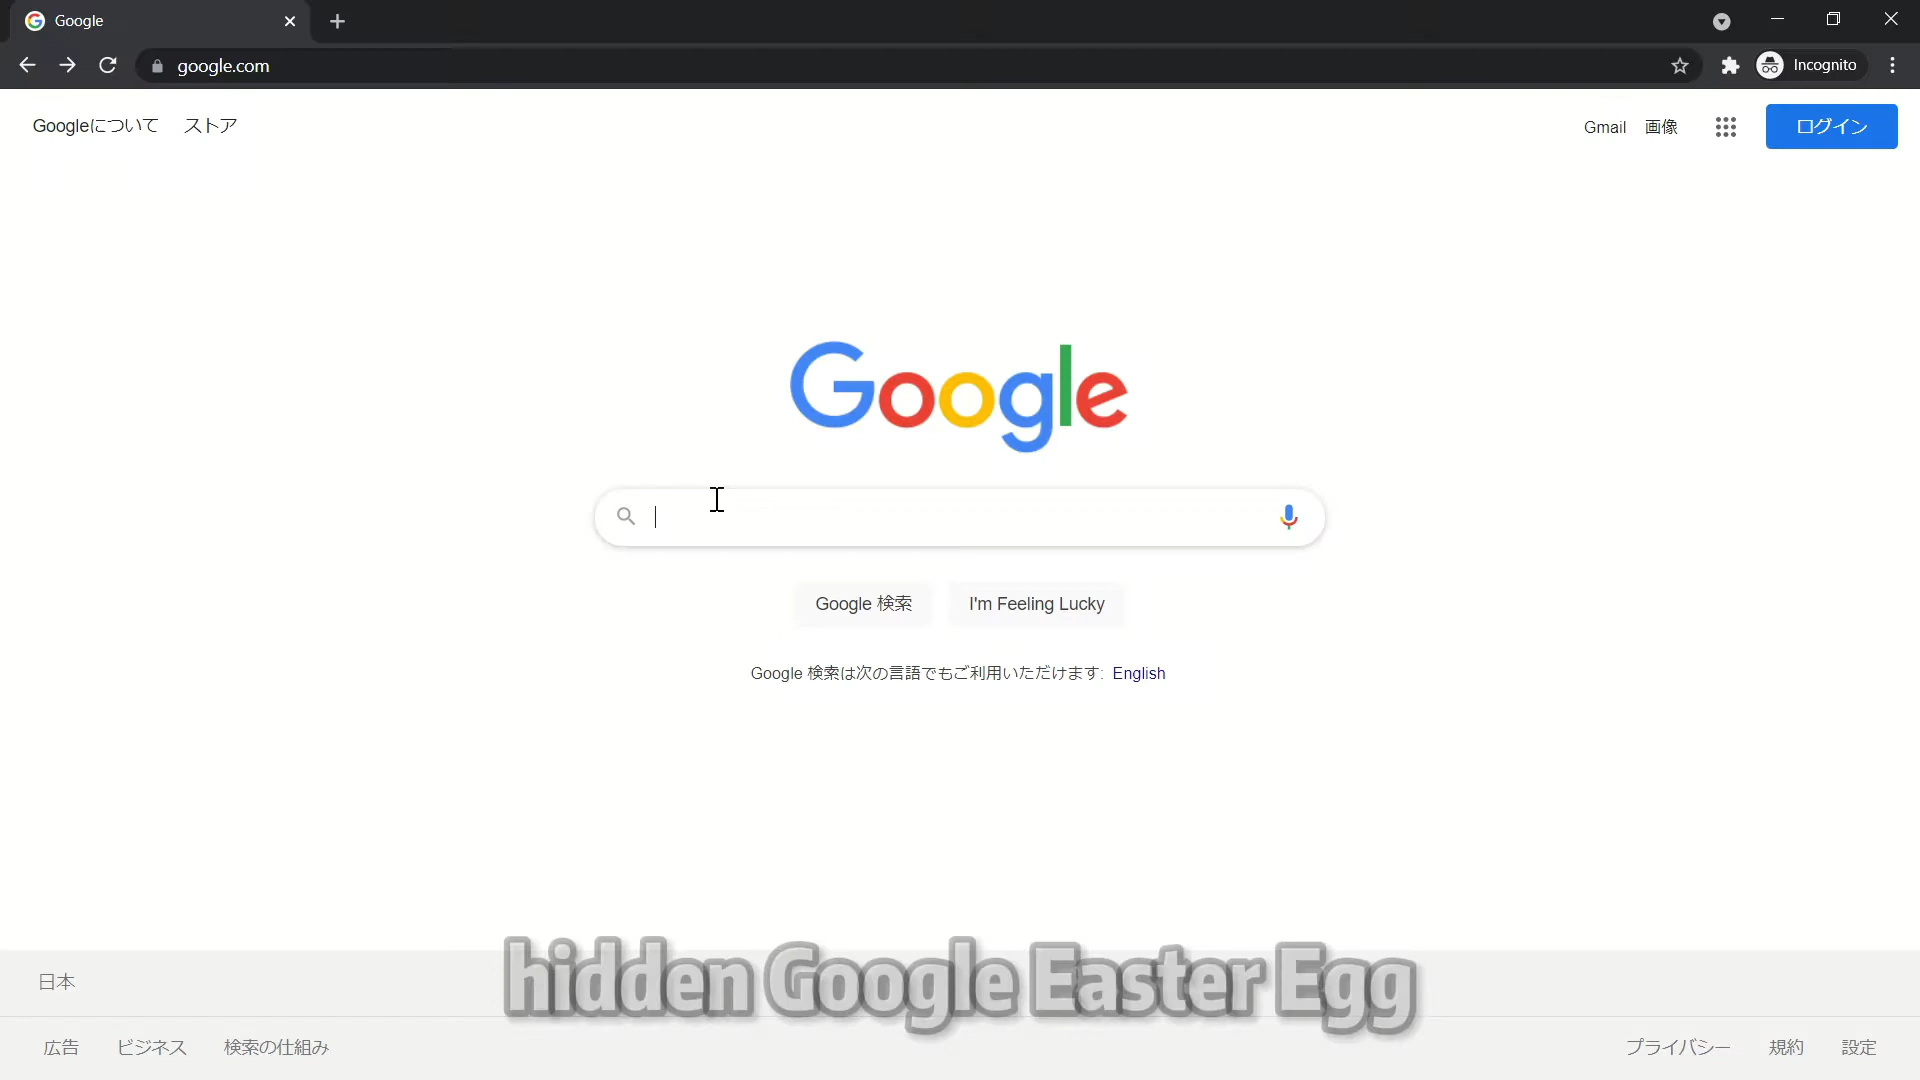 Google
google.com
Incognito
Googleについて ストア
Gmail 画像 ログイン
Google
Google 検索 I'm Feeling Lucky
Google 検索は次の言語でもご利用いただけます: English
hidden Google Easter Egg
日本
広告 ビジネス 検索の仕組み プライバシー 規約 設定